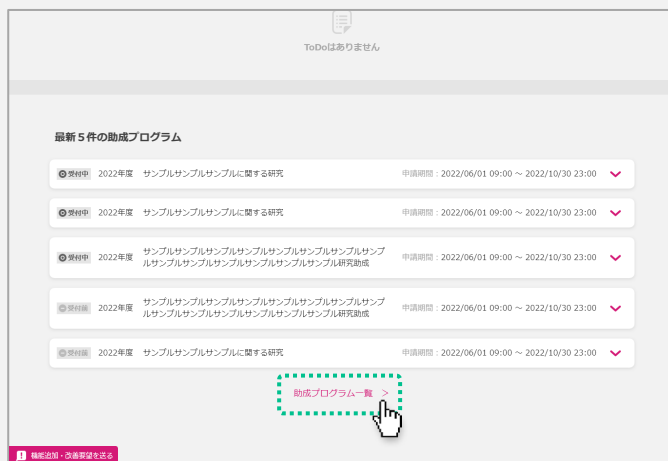 ToDoはありません
最新５件の助成プログラム
受付中 2022年度 サンプルサンプルサンプルに関する研究 申請期間：2022/06/01 09:00 ～ 2022/10/30 23:00
受付中 2022年度 サンプルサンプルサンプルに関する研究 申請期間：2022/06/01 09:00 ～ 2022/10/30 23:00
サンプルサンプルサンプルサンプルサンプルサンプルサンプルサンプ
受付中 2022年度 申請期間：2022/06/01 09:00 ～ 2022/10/30 23:00
ルサンプルサンプルサンプルサンプルサンプルサンプル研究助成
サンプルサンプルサンプルサンプルサンプルサンプルサンプルサンプ
受付前 2022年度 申請期間：2022/06/01 09:00 ～ 2022/10/30 23:00
ルサンプルサンプルサンプルサンプルサンプルサンプル研究助成
受付前 2022年度 サンプルサンプルサンプルに関する研究 申請期間：2022/06/01 09:00 ～ 2022/10/30 23:00
助成プログラム一覧 ＞
機能追加・改善要望を送る